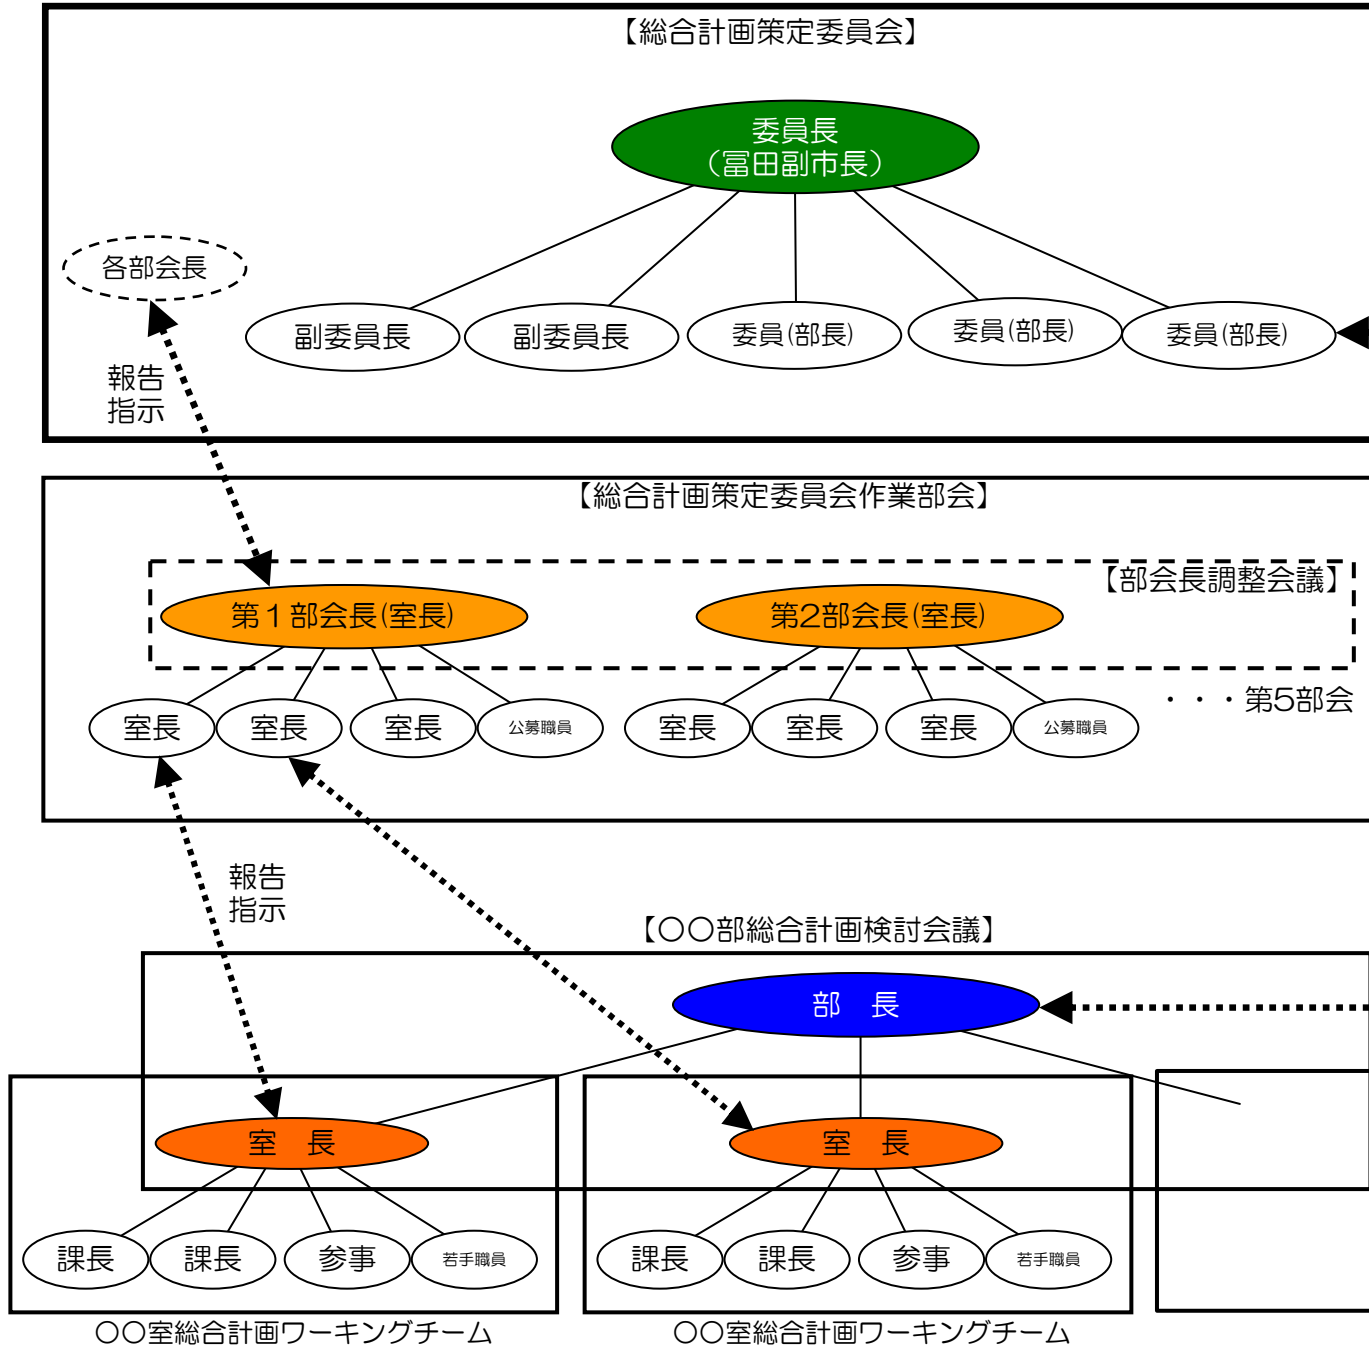 【総合計画策定委員会】
委員長
（冨田副市長）
各部会長
副委員長
副委員長
委員(部長)
委員(部長)
委員(部長)
報告
指示
【総合計画策定委員会作業部会】
【部会長調整会議】
第１部会長(室長)
第2部会長(室長)
・・・第5部会
室長
室長
室長
公募職員
室長
室長
室長
公募職員
報告
指示
【〇〇部総合計画検討会議】
部　長
室　長
室　長
課長
課長
参事
若手職員
課長
課長
参事
若手職員
〇〇室総合計画ワーキングチーム
〇〇室総合計画ワーキングチーム